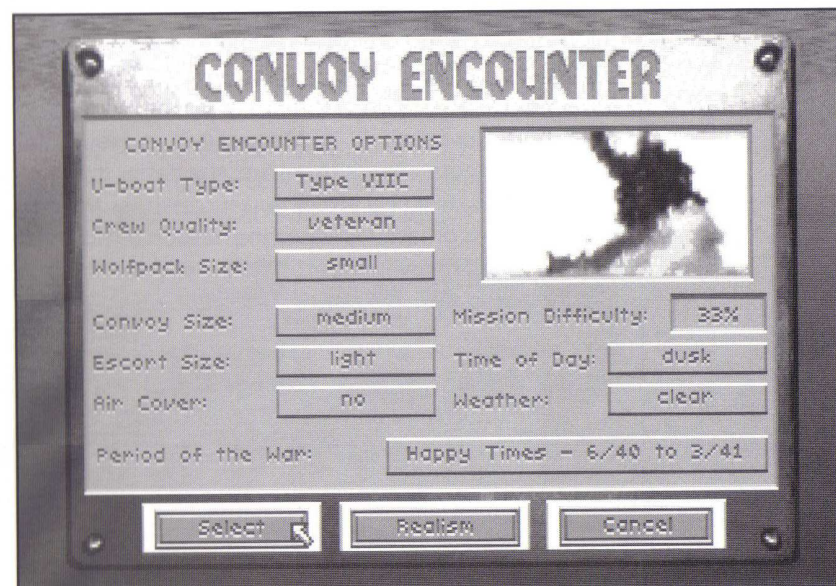 CONVOY ENCOUNTER
CONVOY ENCOUNTER OPTIONS
U-boat Type: Type VIIC
Crew Quality: veteran
Wolfpack Size: small
Convoy Size: medium Mission Difficulty: 33%
Escort Size: light Time of Day: dusk
Air Cover: no Weather: clear
Period of the War: Happy Times - 6/40 to 3/41
Select Realism Cancel